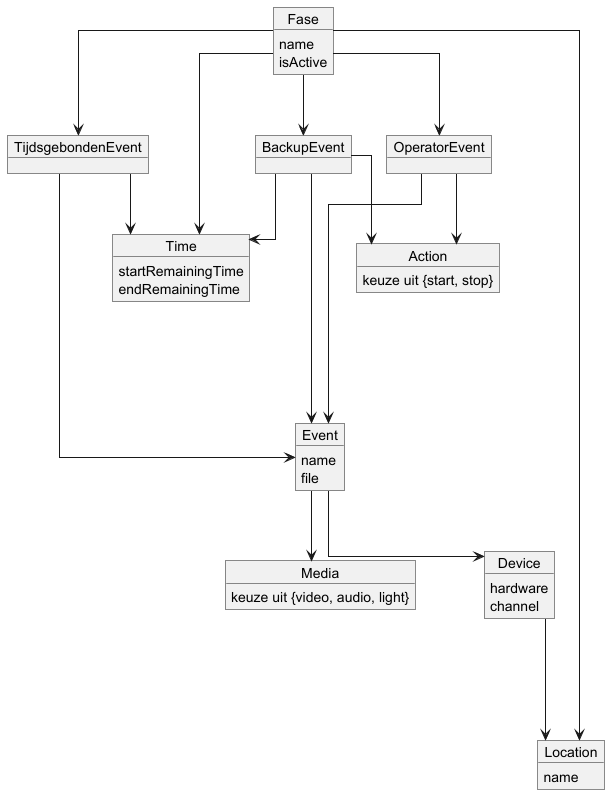 Fase
name
isActive
TijdsgebondenEvent
BackupEvent
OperatorEvent
Time
startRemainingTime
endRemainingTime
Action
keuze uit {start, stop}
Event
name
file
Media
keuze uit {video, audio, light}
Device
hardware
channel
Location
name